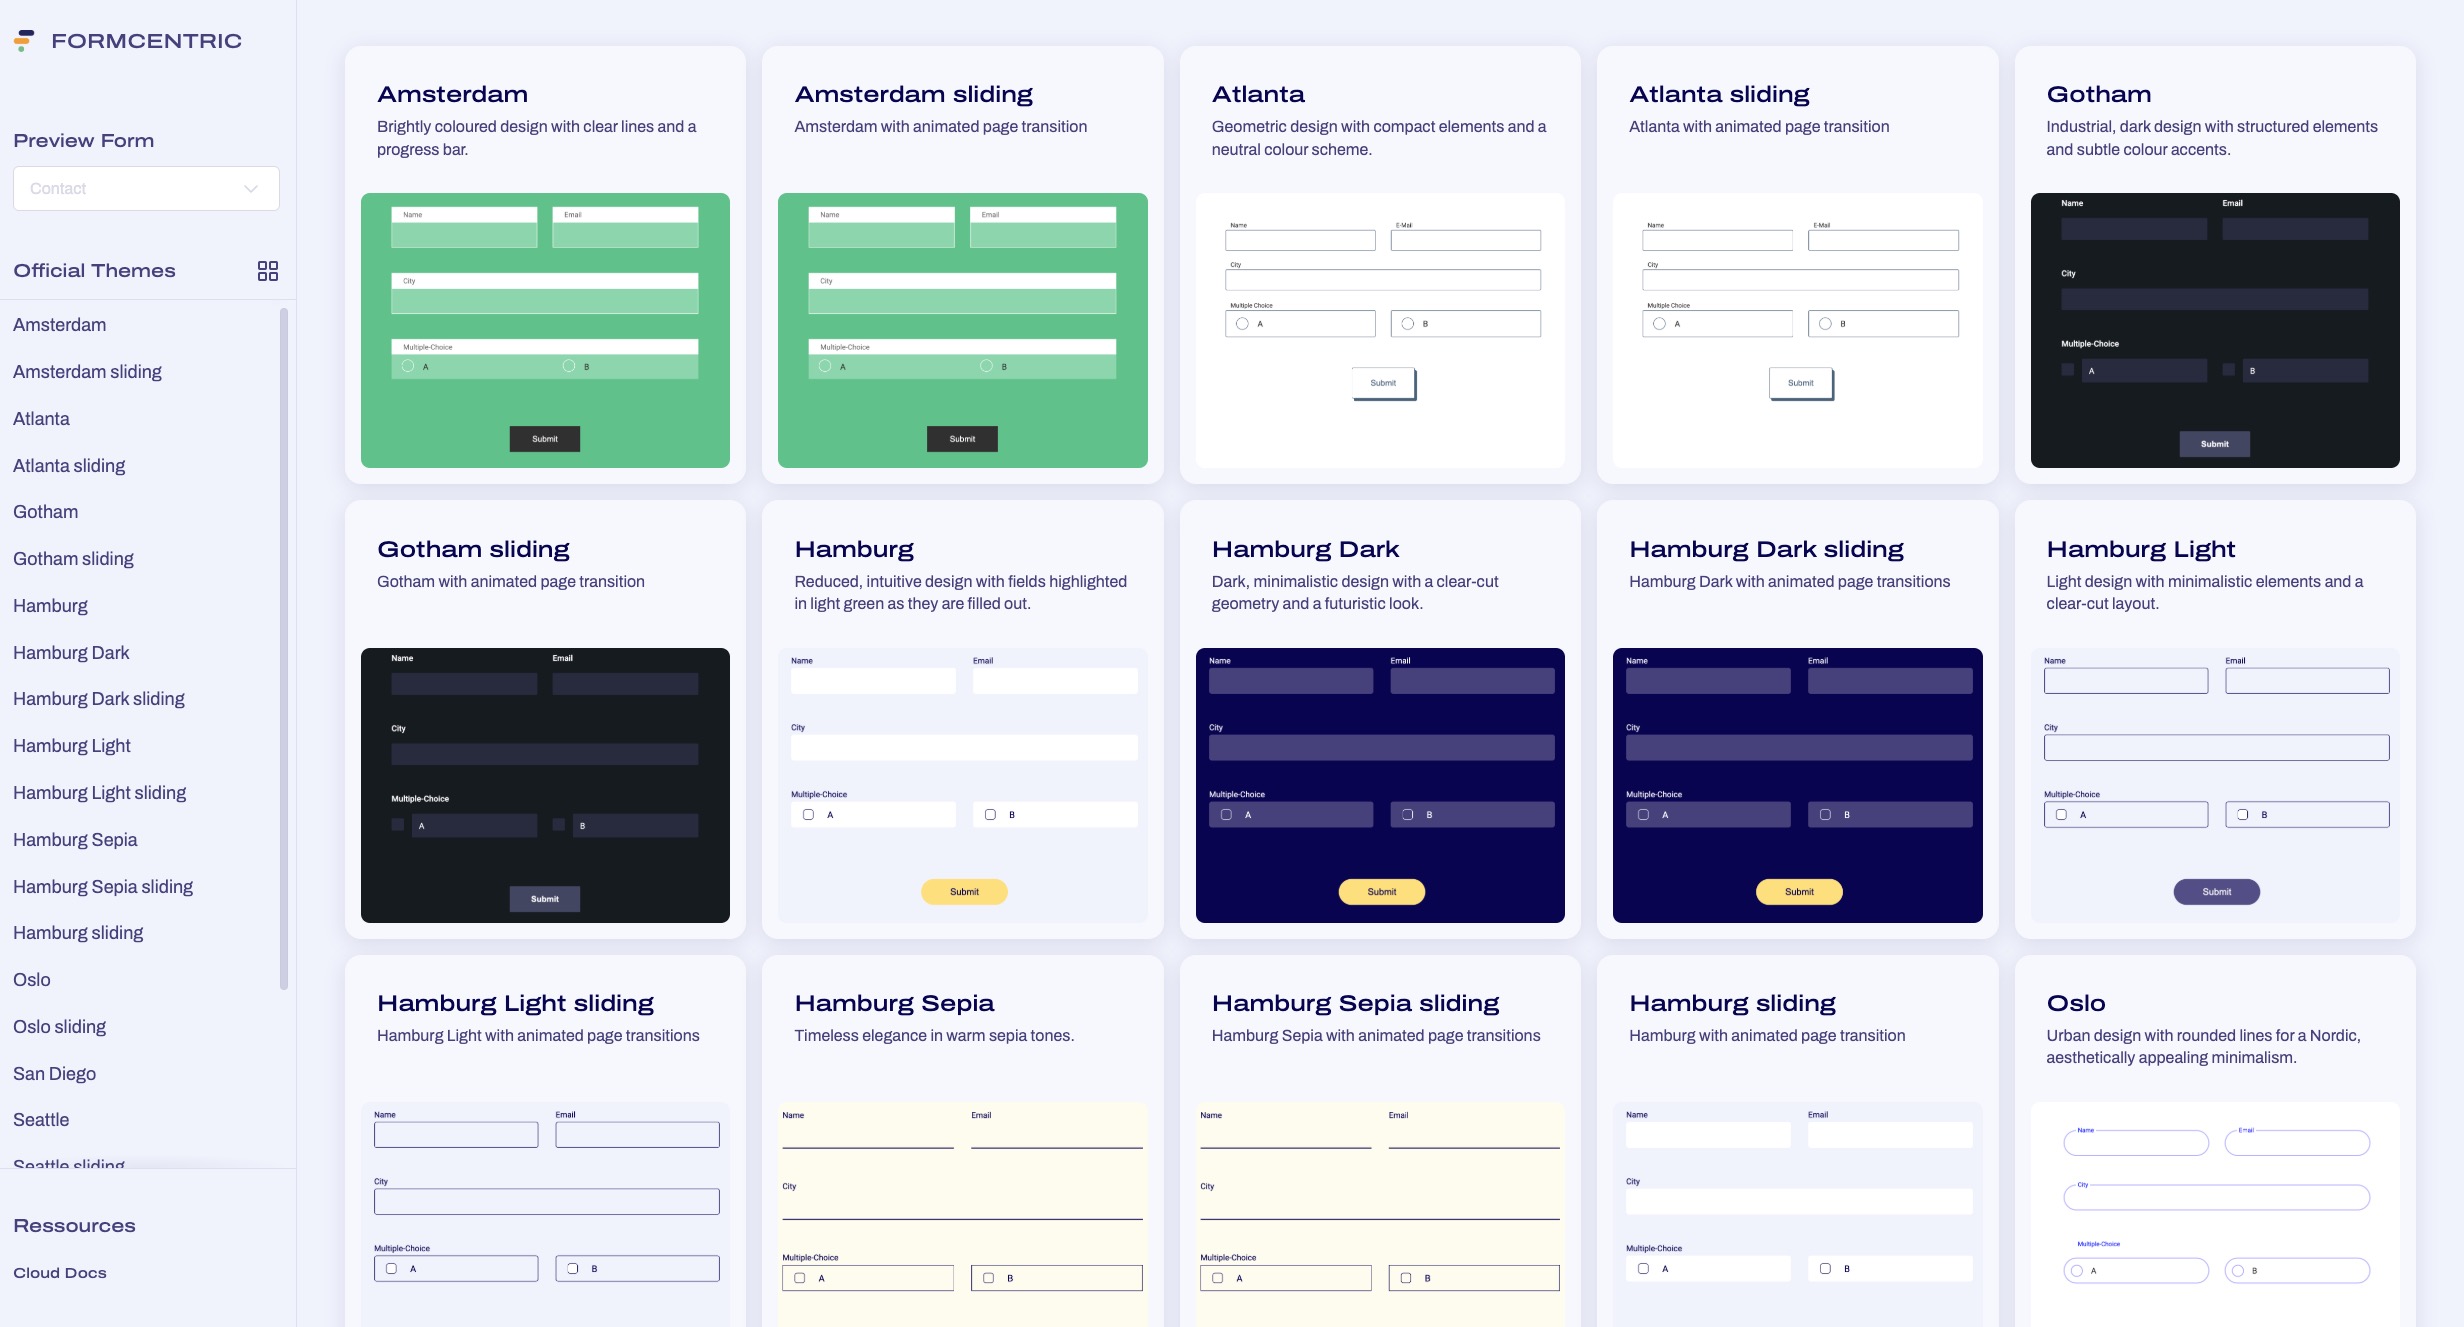 FORMCENTRIC
Preview Form
Contact
Official Themes
Amsterdam
Amsterdam sliding
Atlanta
Atlanta sliding
Gotham
Gotham sliding
Hamburg
Hamburg Dark
Hamburg Dark sliding
Hamburg Light
Hamburg Light sliding
Hamburg Sepia
Hamburg Sepia sliding
Hamburg sliding
Oslo
Oslo sliding
San Diego
Seattle
Seattle sliding
Ressources
Cloud Docs
Amsterdam
Brightly coloured design with clear lines and a
progress bar.
Name Email
City
Multiple-Choice
A B
Submit
Amsterdam sliding
Amsterdam with animated page transition
Name Email
City
Multiple-Choice
A B
Submit
Atlanta
Geometric design with compact elements and a
neutral colour scheme.
Name E-Mail
City
Multiple Choice
A B
Submit
Atlanta sliding
Atlanta with animated page transition
Name E-Mail
City
Multiple Choice
A B
Submit
Gotham
Industrial, dark design with structured elements
and subtle colour accents.
Name Email
City
Multiple-Choice
A B
Submit
Gotham sliding
Gotham with animated page transition
Name Email
City
Multiple-Choice
A B
Submit
Hamburg
Reduced, intuitive design with fields highlighted
in light green as they are filled out.
Name Email
City
Multiple-Choice
A B
Submit
Hamburg Dark
Dark, minimalistic design with a clear-cut
geometry and a futuristic look.
Name Email
City
Multiple-Choice
A B
Submit
Hamburg Dark sliding
Hamburg Dark with animated page transitions
Name Email
City
Multiple-Choice
A B
Submit
Hamburg Light
Light design with minimalistic elements and a
clear-cut layout.
Name Email
City
Multiple-Choice
A B
Submit
Hamburg Light sliding
Hamburg Light with animated page transitions
Name Email
City
Multiple-Choice
A B
Hamburg Sepia
Timeless elegance in warm sepia tones.
Name Email
City
Multiple-Choice
A B
Hamburg Sepia sliding
Hamburg Sepia with animated page transitions
Name Email
City
Multiple-Choice
A B
Hamburg sliding
Hamburg with animated page transition
Name Email
City
Multiple-Choice
A B
Oslo
Urban design with rounded lines for a Nordic,
aesthetically appealing minimalism.
Name Email
City
Multiple-Choice
A B